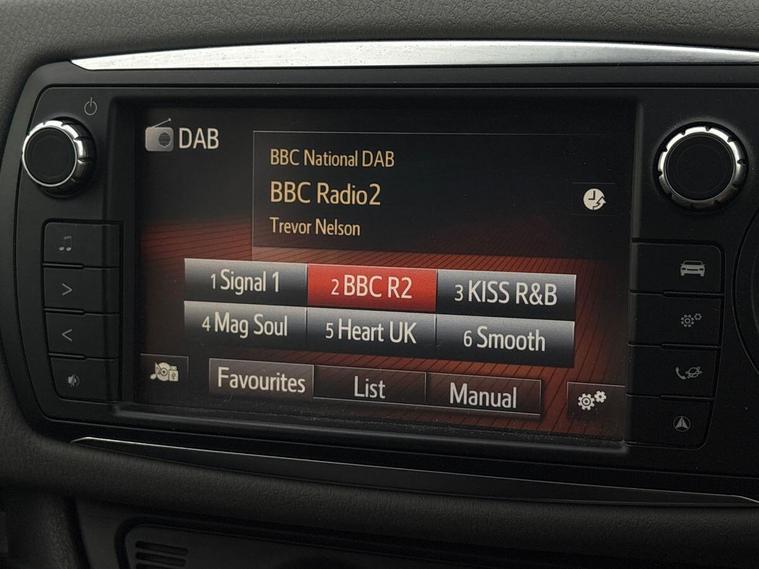 DAB
BBC National DAB
BBC Radio2
Trevor Nelson
1 Signal 1
2 BBC R2
3 KISS R&B
4 Mag Soul
5 Heart UK
6 Smooth
Favourites
List
Manual